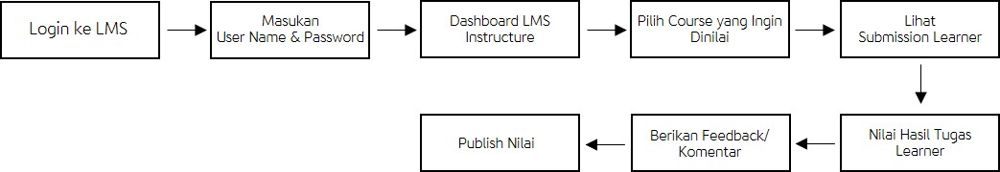 Login ke LMS
Masukan
User Name & Password
Dashboard LMS
Instructure
Pilih Course yang Ingin
Dinilai
Lihat
Submission Learner
Nilai Hasil Tugas
Learner
Berikan Feedback/
Komentar
Publish Nilai